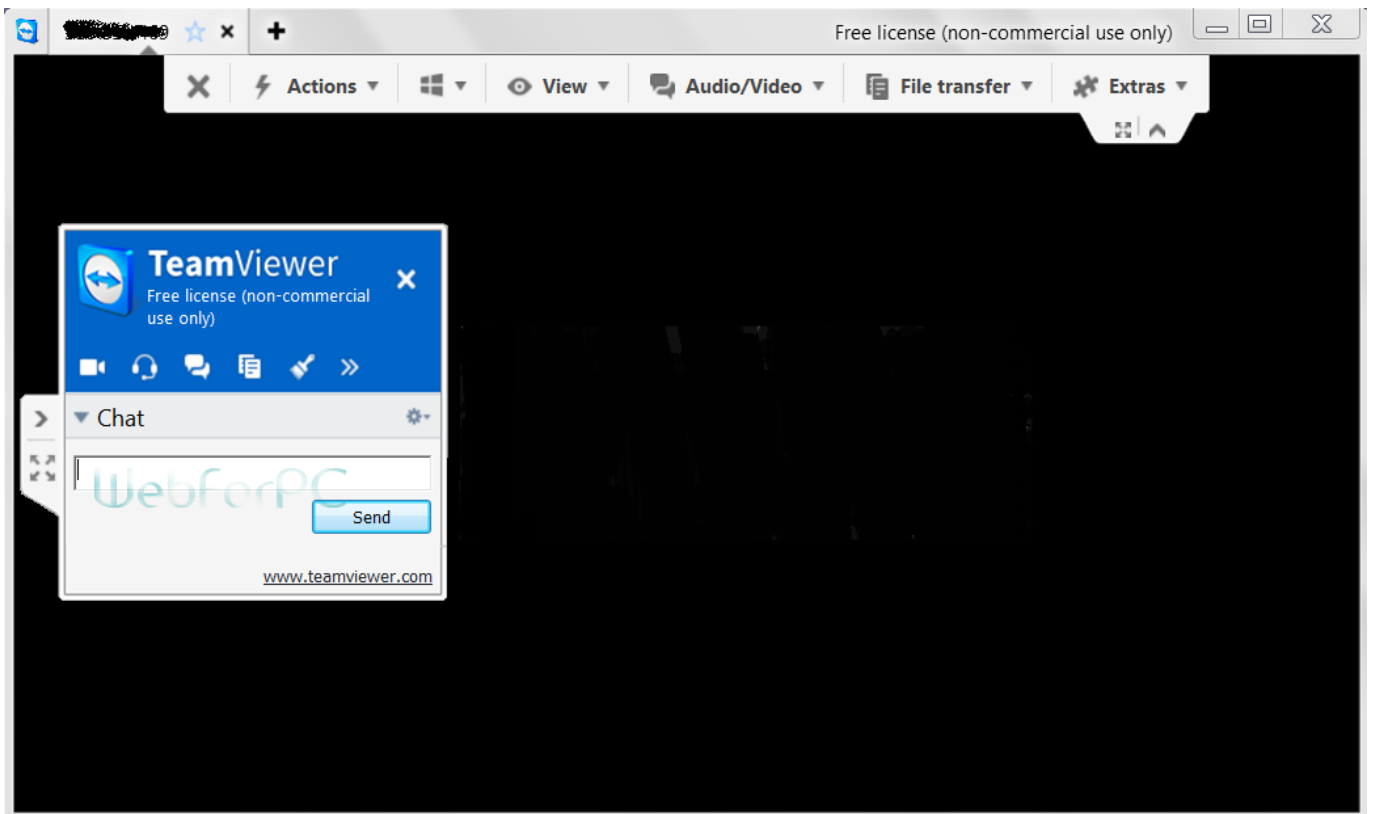 Free license (non-commercial use only)
Actions
View
Audio/Video
File transfer
Extras
TeamViewer
Free license (non-commercial
use only)
Chat
WebForPC
Send
www.teamviewer.com